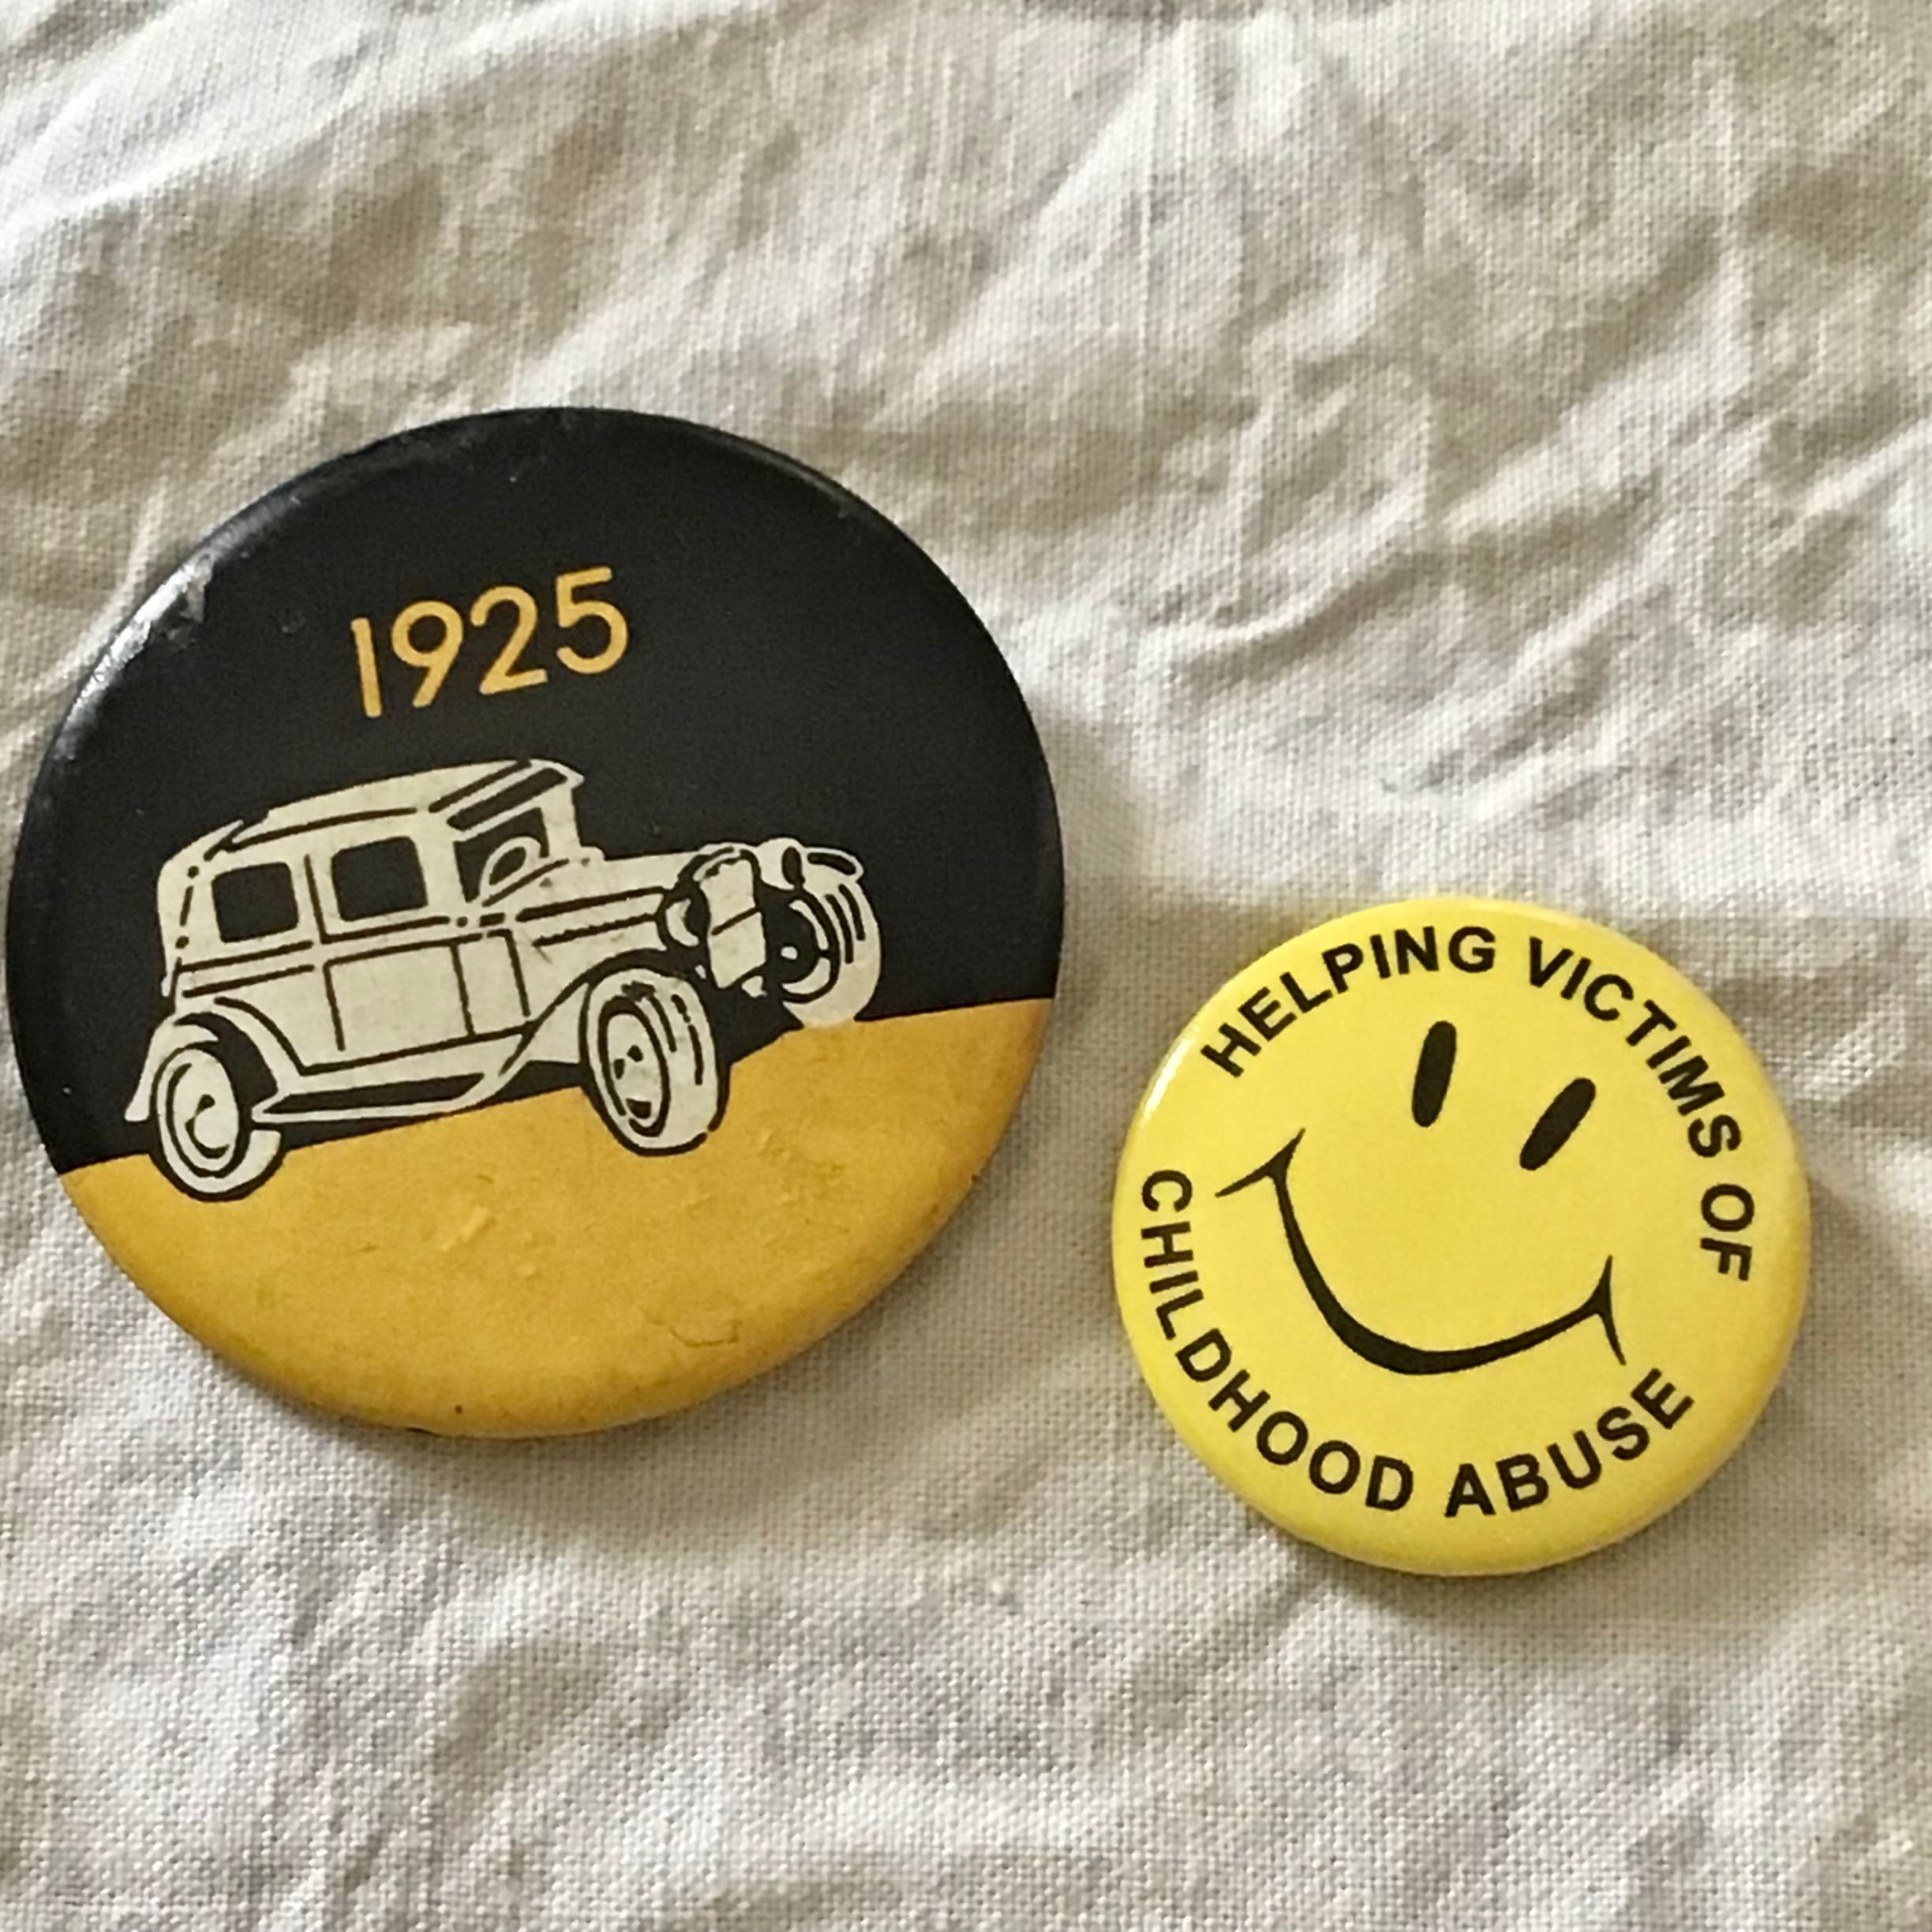 1925
HELPING VICTIMS OF
CHILDHOOD ABUSE